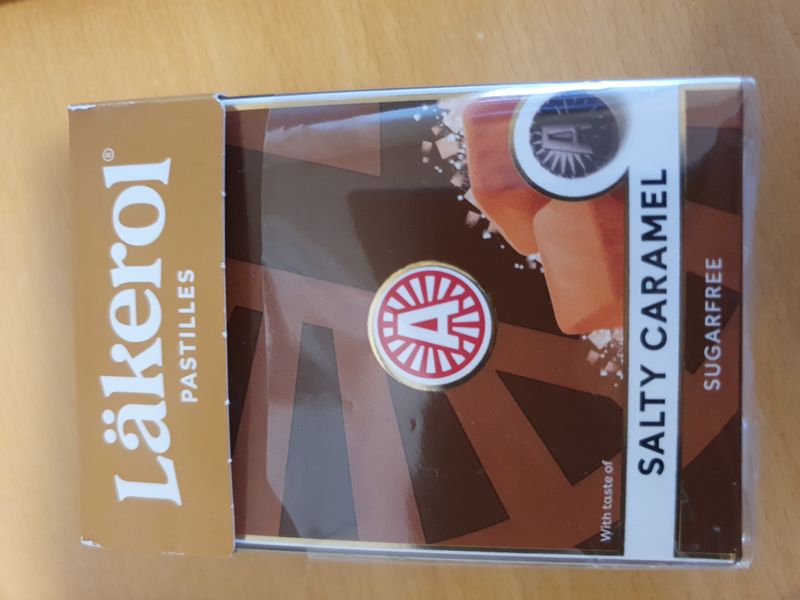 Läkerol®
PASTILLES
A
A
With taste of
SALTY CARAMEL
SUGARFREE